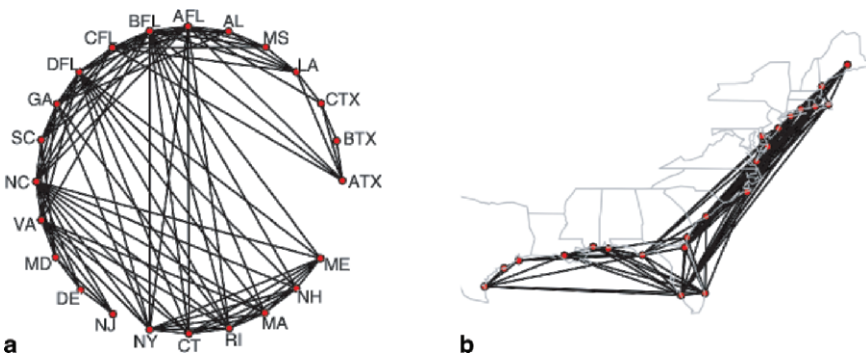 AFL
BFL
AL
CFL
MS
DFL
LA
GA
CTX
SC
BTX
NC
ATX
VA
MD
ME
DE
NH
NJ
MA
NY
CT
RI
a
b